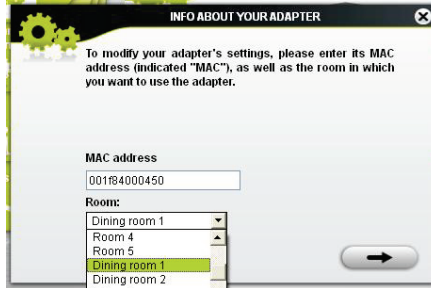 INFO ABOUT YOUR ADAPTER
To modify your adapter's settings, please enter its MAC
address (indicated "MAC"), as well as the room in which
you want to use the adapter.
MAC address
001f84000450
Room:
Dining room 1
Room 4
Room 5
Dining room 1
Dining room 2